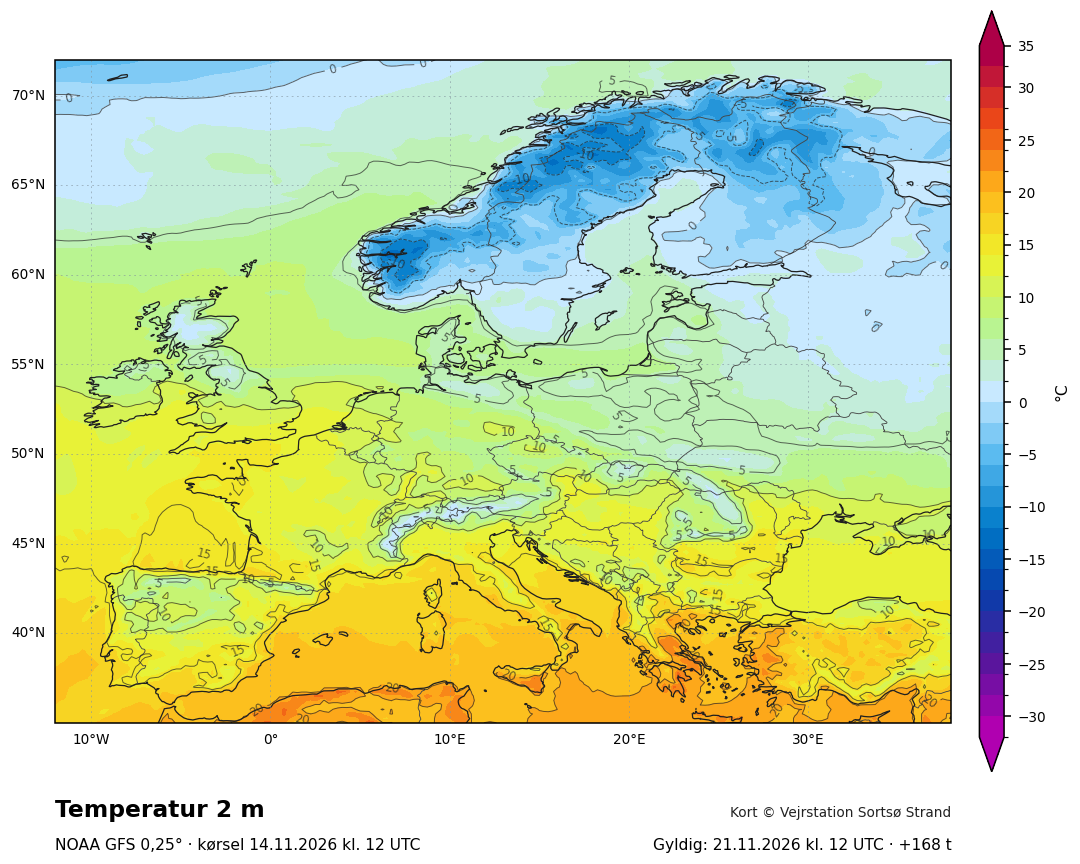 70°N
65°N
60°N
55°N
50°N
45°N
40°N
10°W 0° 10°E 20°E 30°E
35
30
25
20
15
10
5
0
−5
−10
−15
−20
−25
−30
°C
Temperatur 2 m
Kort © Vejrstation Sortsø Strand
NOAA GFS 0,25° · kørsel 14.11.2026 kl. 12 UTC
Gyldig: 21.11.2026 kl. 12 UTC · +168 t